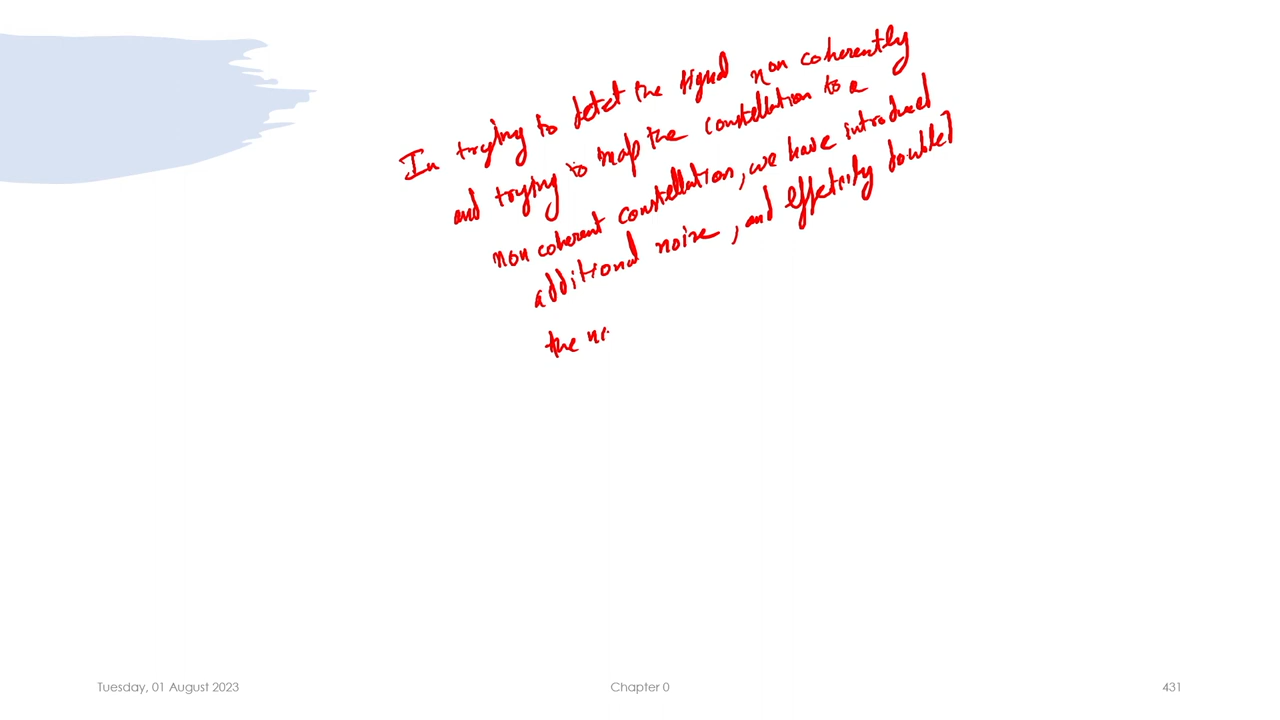 In trying to detect the signal non coherently
and trying to map the constellation to a
non coherent constellation, we have introduced
additional noise, and effectively doubled
the
Tuesday, 01 August 2023
Chapter 0
431